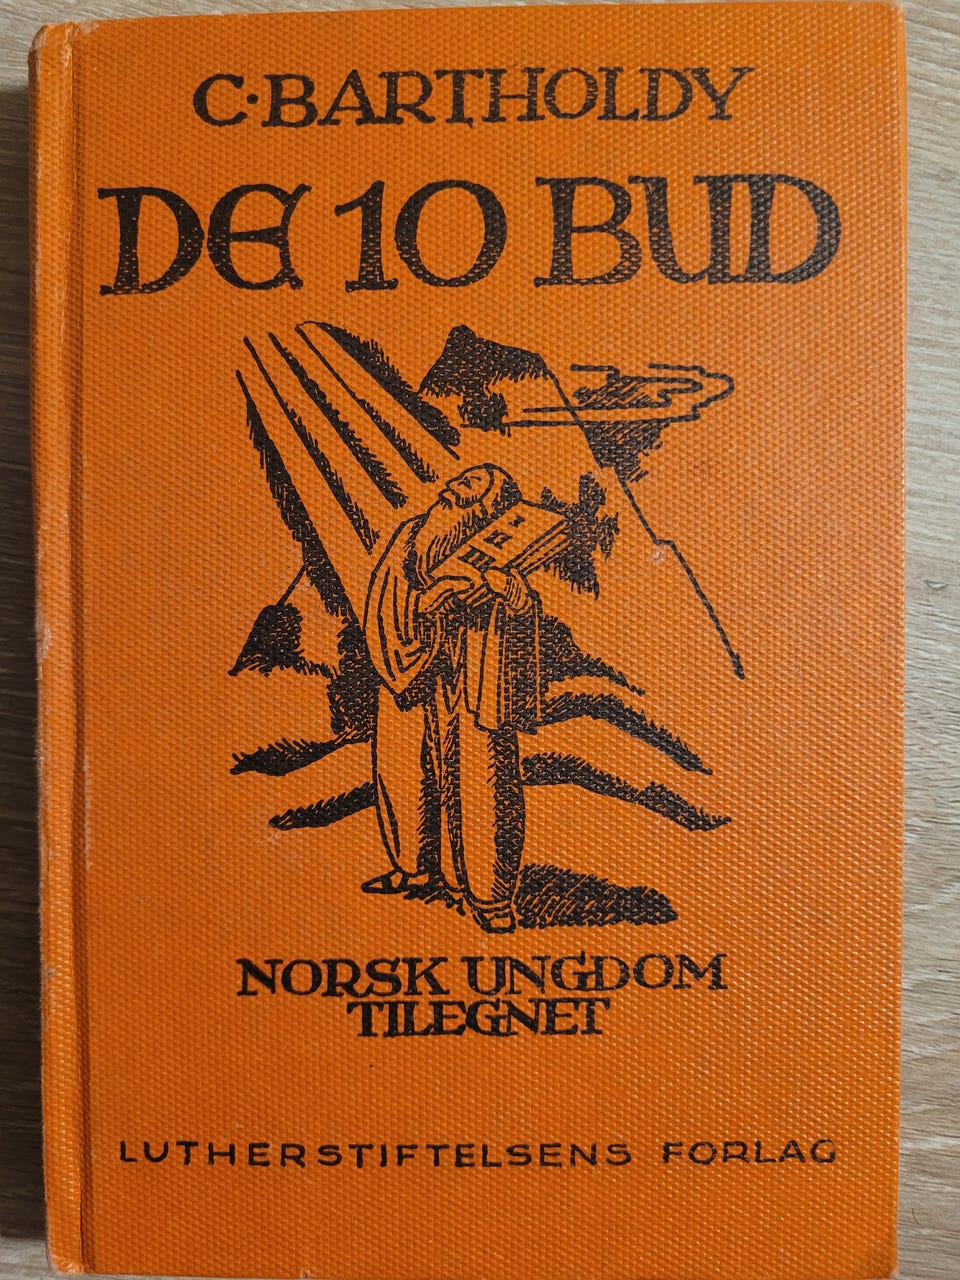 C·BARTHOLDY
DE 10 BUD
NORSK UNGDOM
TILEGNET
LUTHERSTIFTELSENS FORLAG